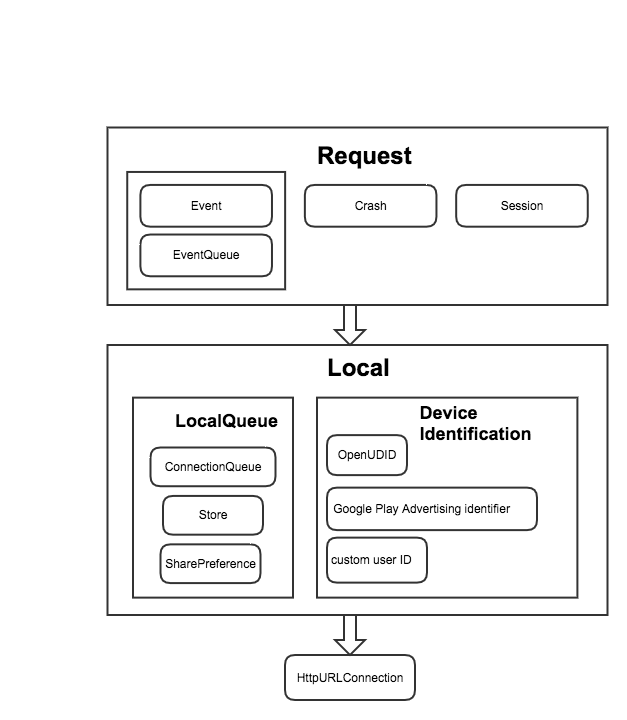 Request
Event
Crash
Session
EventQueue
Local
LocalQueue
ConnectionQueue
Store
SharePreference
Device
Identification
OpenUDID
Google Play Advertising identifier
custom user ID
HttpURLConnection